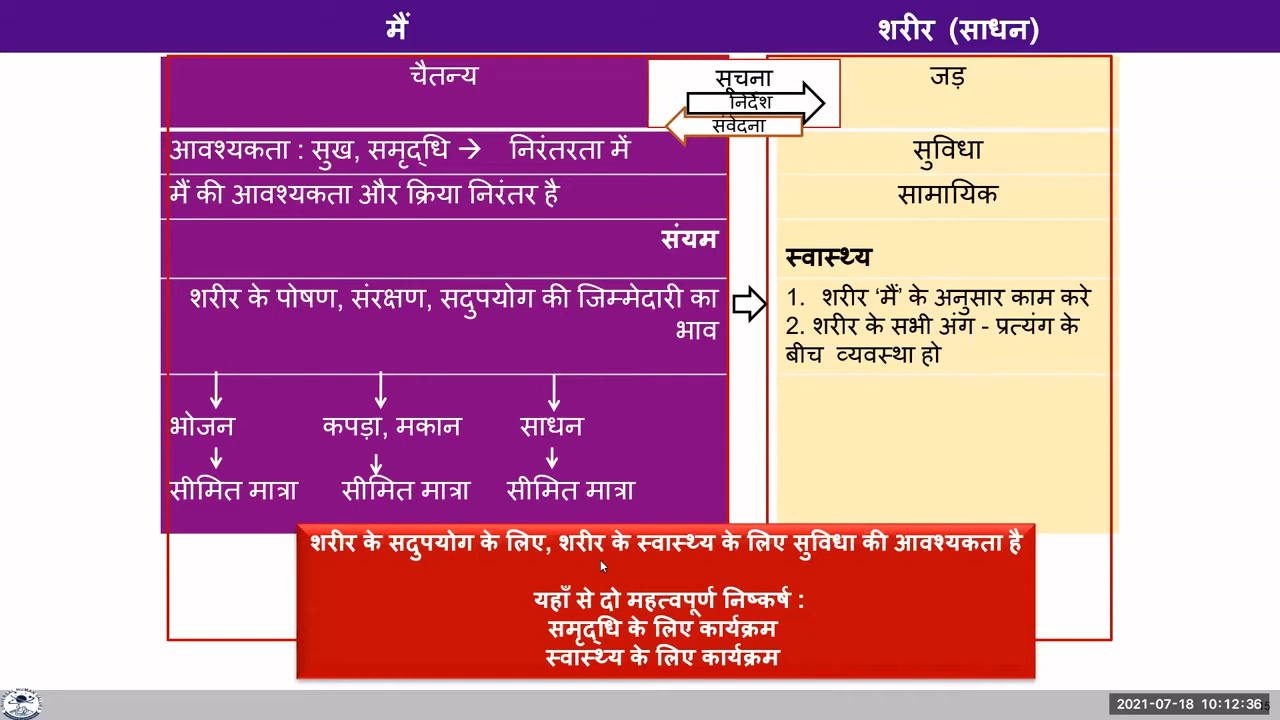 मैं
शरीर (साधन)
चैतन्य
सूचना
निर्देश
संवेदना
जड़
आवश्यकता : सुख, समृद्धि → निरंतरता में
सुविधा
मैं की आवश्यकता और क्रिया निरंतर है
सामायिक
संयम
स्वास्थ्य
शरीर के पोषण, संरक्षण, सदुपयोग की जिम्मेदारी का
भाव
1. शरीर ‘मैं’ के अनुसार काम करे
2. शरीर के सभी अंग - प्रत्यंग के
बीच व्यवस्था हो
भोजन कपड़ा, मकान साधन
सीमित मात्रा सीमित मात्रा सीमित मात्रा
शरीर के सदुपयोग के लिए, शरीर के स्वास्थ्य के लिए सुविधा की आवश्यकता है
यहाँ से दो महत्वपूर्ण निष्कर्ष :
समृद्धि के लिए कार्यक्रम
स्वास्थ्य के लिए कार्यक्रम
2021-07-18 10:12:36